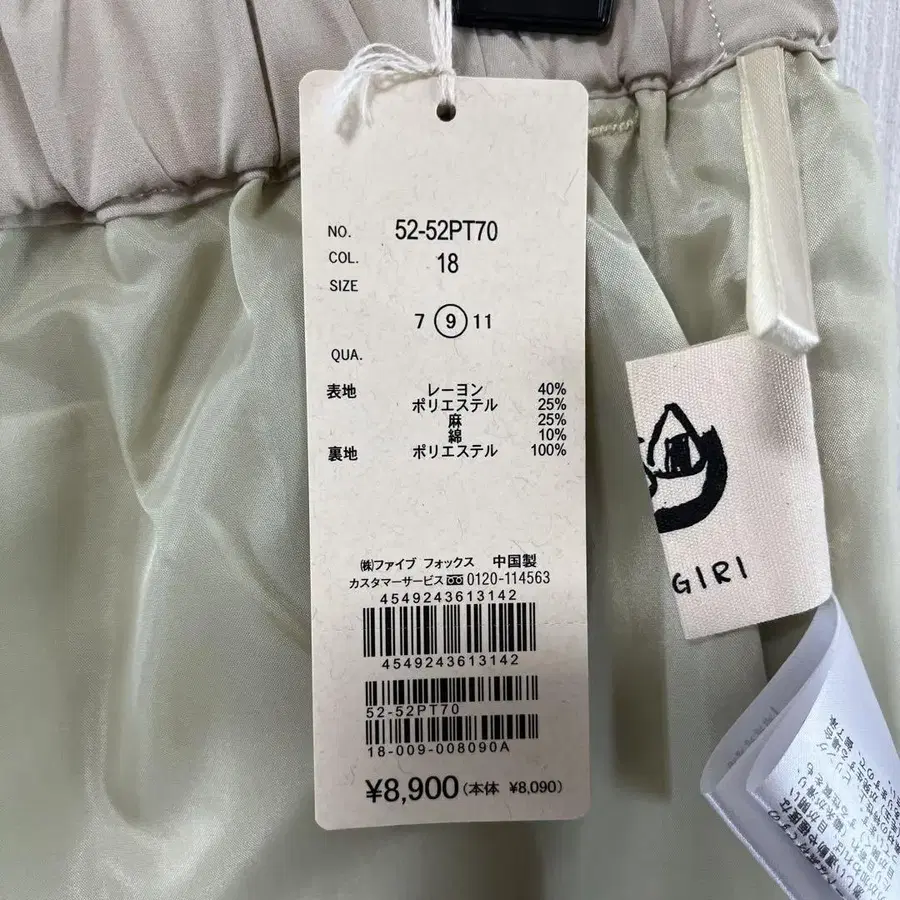 NO. 52-52PT70
COL. 18
SIZE
7 9 11
QUA.
表地 レーヨン 40%
ポリエステル 25%
麻 25%
綿 10%
裏地 ポリエステル 100%
㈱ファイブ フォックス 中国製
カスタマーサービス 0120-114563
4549243613142
4549243613142
52-52PT70
18-009-008090A
¥8,900(本体 ¥8,090)
GIRI